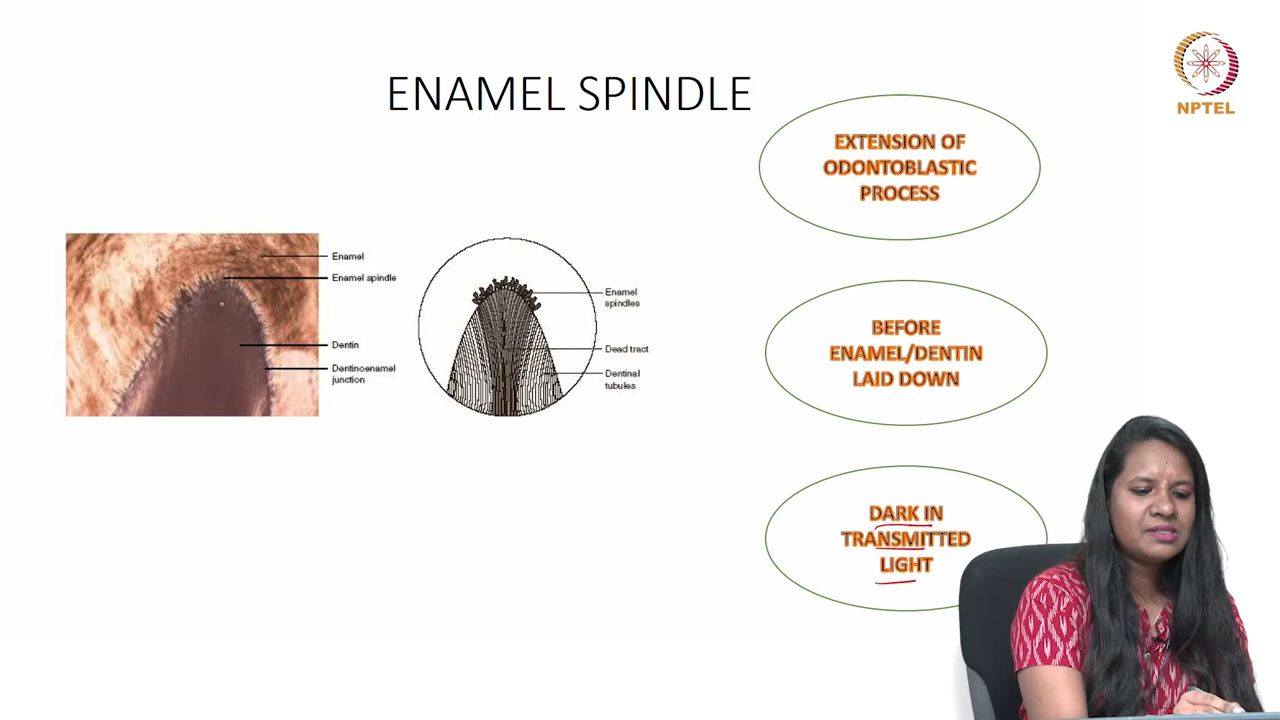 ENAMEL SPINDLE
NPTEL
EXTENSION OF
ODONTOBLASTIC
PROCESS
Enamel
Enamel spindle
Dentin
Dentinoenamel
junction
Enamel
spindles
Dead tract
Dentinal
tubules
BEFORE
ENAMEL/DENTIN
LAID DOWN
DARK IN
TRANSMITTED
LIGHT